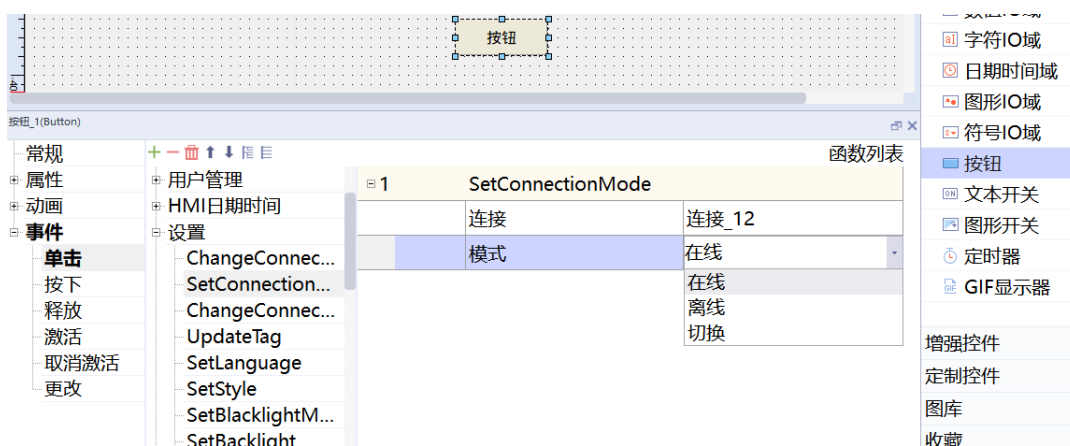 按钮
40
按钮_1(Button)
常规
属性
动画
事件
单击
按下
释放
激活
取消激活
更改
函数列表
用户管理
HMI日期时间
设置
ChangeConnec...
SetConnection...
ChangeConnec...
UpdateTag
SetLanguage
SetStyle
SetBlacklightM...
SetBacklight
1 SetConnectionMode
连接 连接_12
模式 在线
在线
离线
切换
字符IO域
日期时间域
图形IO域
符号IO域
按钮
文本开关
图形开关
定时器
GIF显示器
增强控件
定制控件
图库
收藏